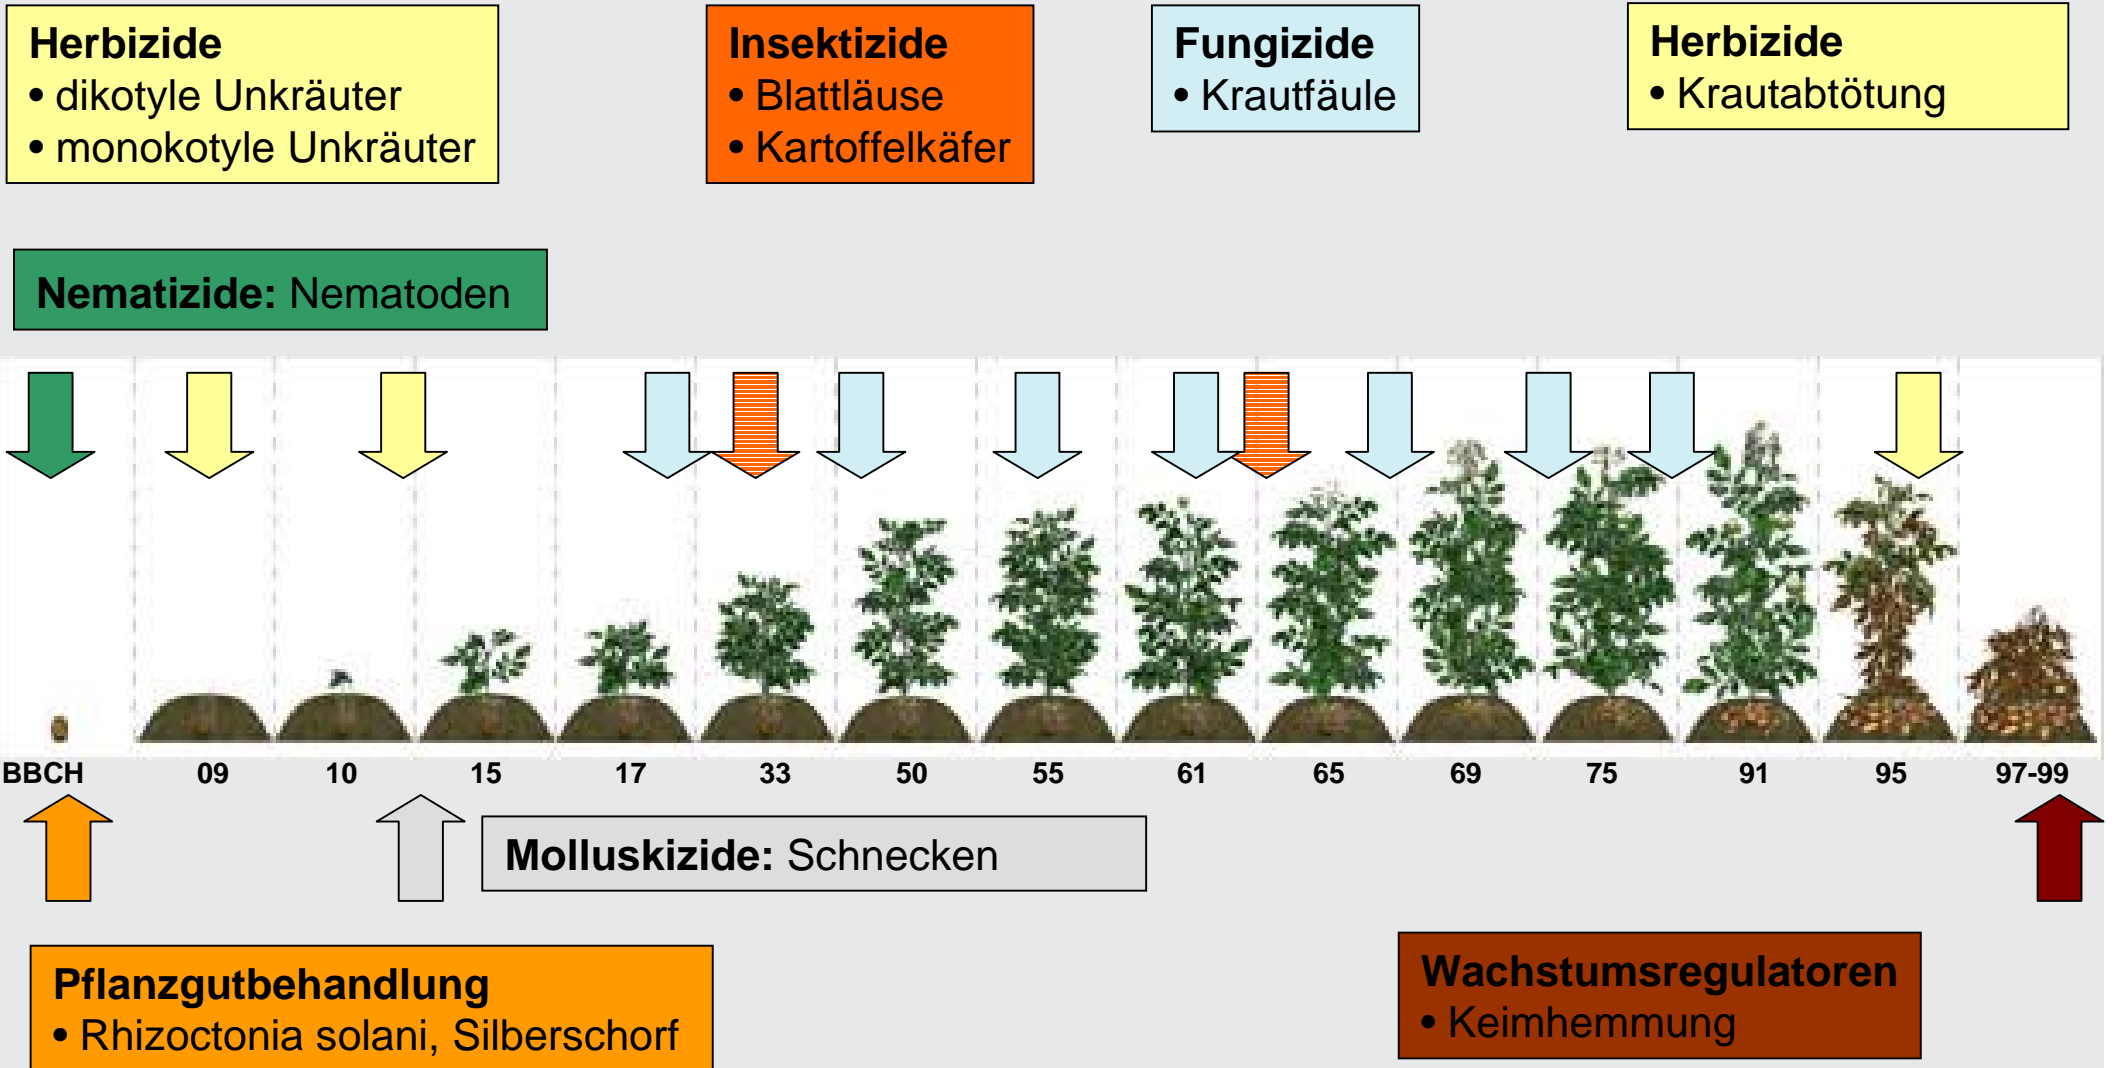 Herbizide
• dikotyle Unkräuter
• monokotyle Unkräuter
Insektizide
• Blattläuse
• Kartoffelkäfer
Fungizide
• Krautfäule
Herbizide
• Krautabtötung
Nematizide: Nematoden
BBCH 09 10 15 17 33 50 55 61 65 69 75 91 95 97-99
Molluskizide: Schnecken
Pflanzgutbehandlung
• Rhizoctonia solani, Silberschorf
Wachstumsregulatoren
• Keimhemmung